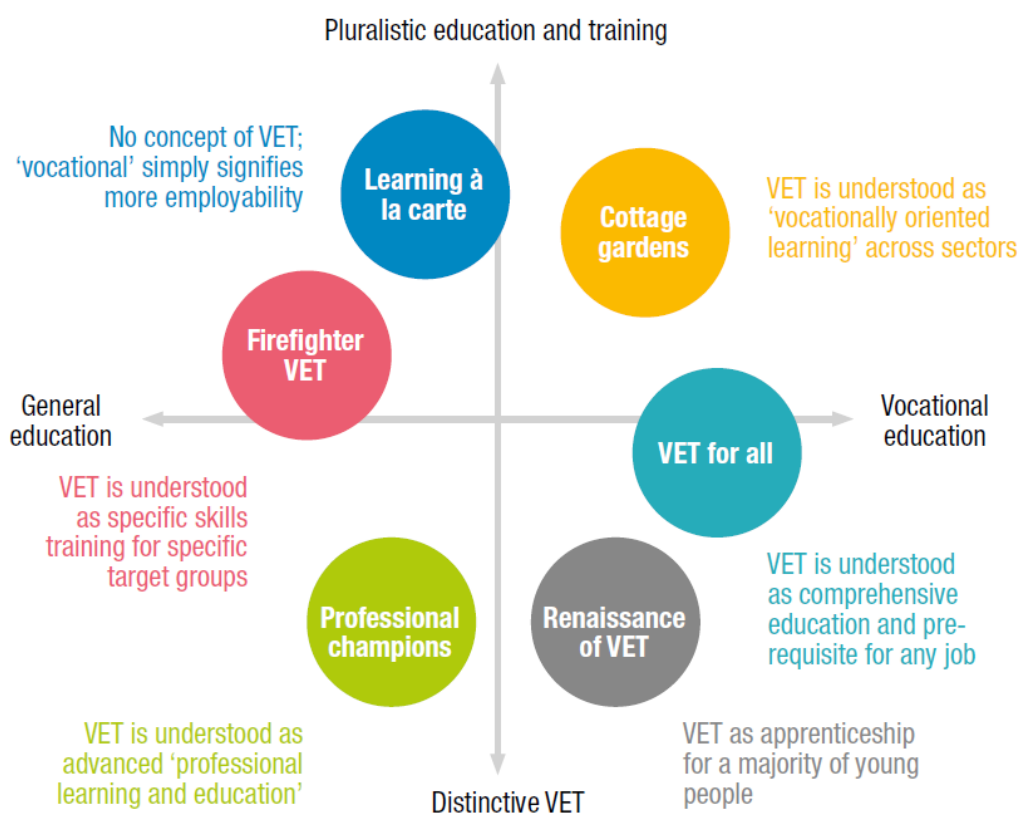 Pluralistic education and training
No concept of VET;
‘vocational’ simply signifies
more employability
Learning à
la carte
Cottage
gardens
VET is understood as
‘vocationally oriented
learning’ across sectors
Firefighter
VET
General
education
Vocational
education
VET for all
VET is understood
as specific skills
training for specific
target groups
VET is understood
as comprehensive
education and pre-
requisite for any job
Professional
champions
Renaissance
of VET
VET is understood as
advanced ‘professional
learning and education’
VET as apprenticeship
for a majority of young
people
Distinctive VET